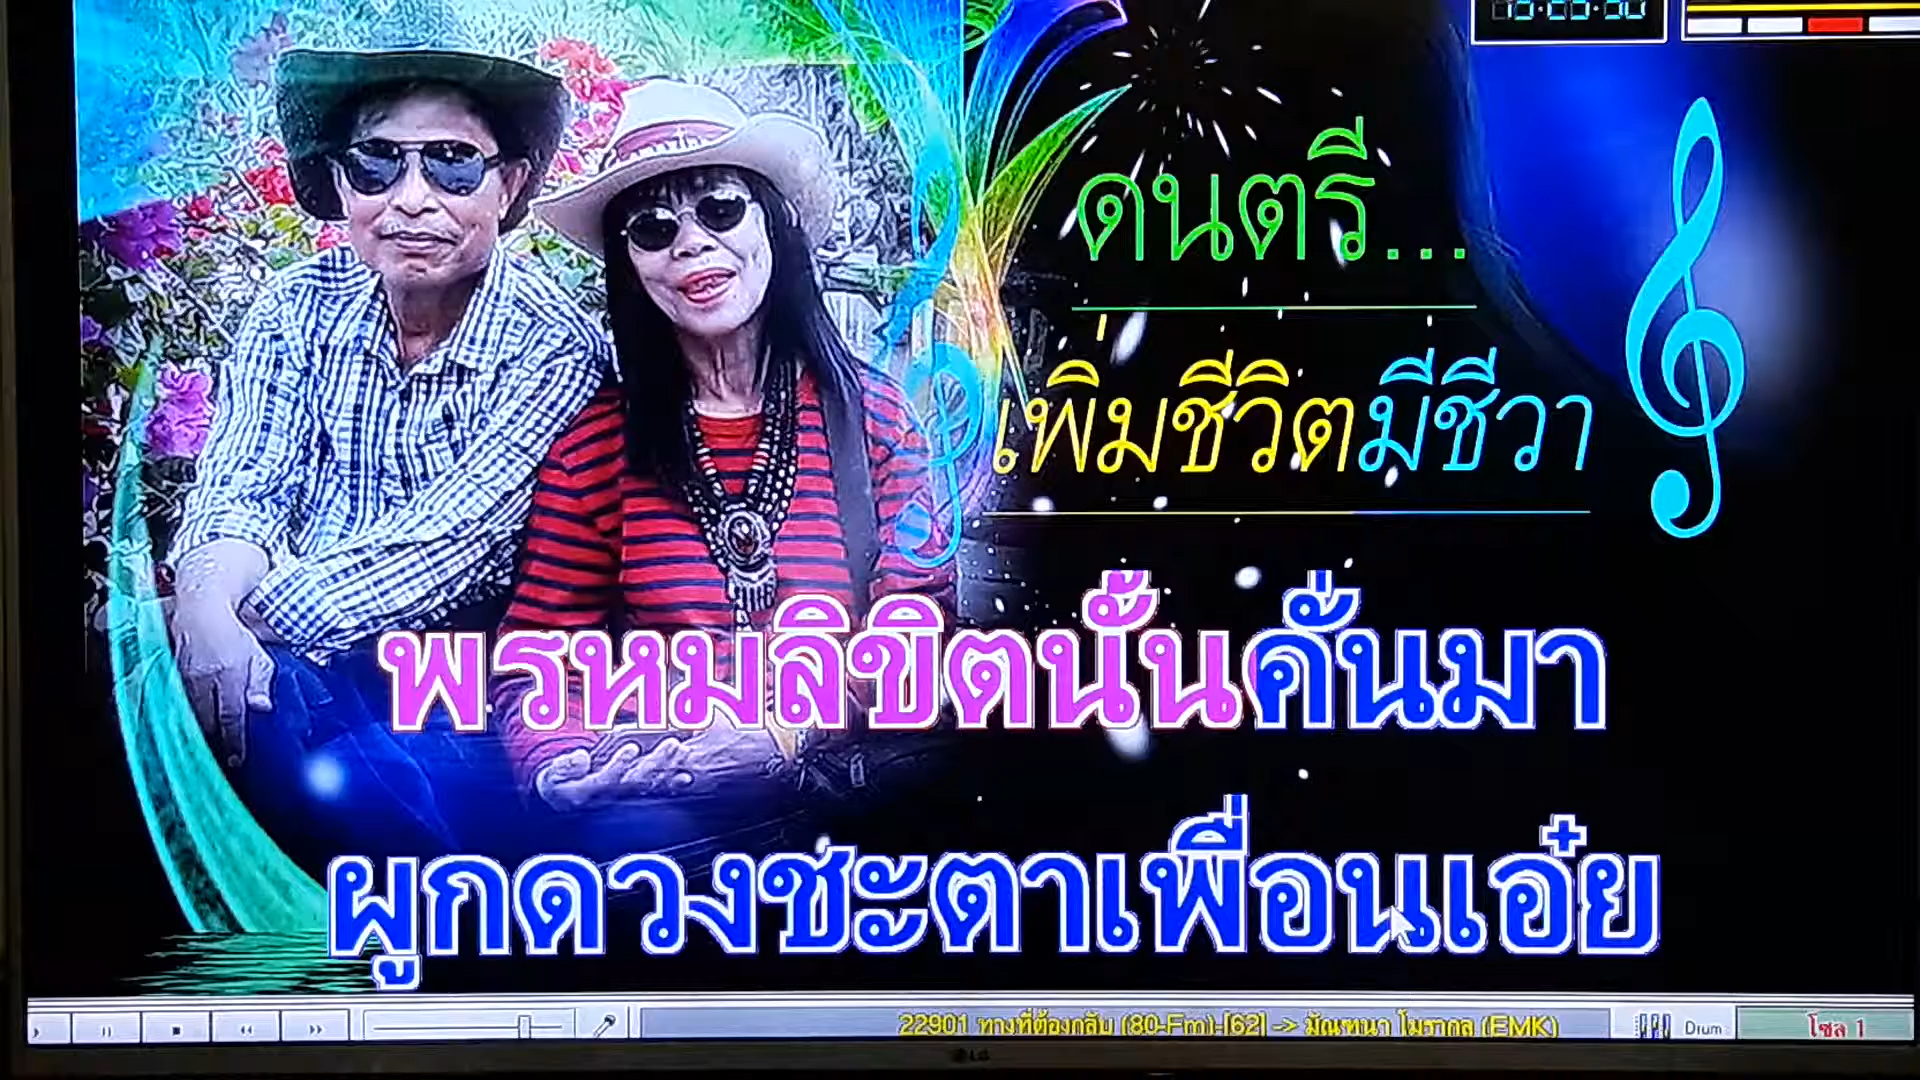 ดนตรี...
เพิ่มชีวิตมีชีวา
พรหมลิขิตนั้นคั่นมา
ผูกดวงชะตาเพื่อนเอ๋ย
22901 ทางที่ต้องกลับ (80-Fm)-[62] -> มัณฑนา โมรากุล (EMK)
Drum
โซล 1
LG